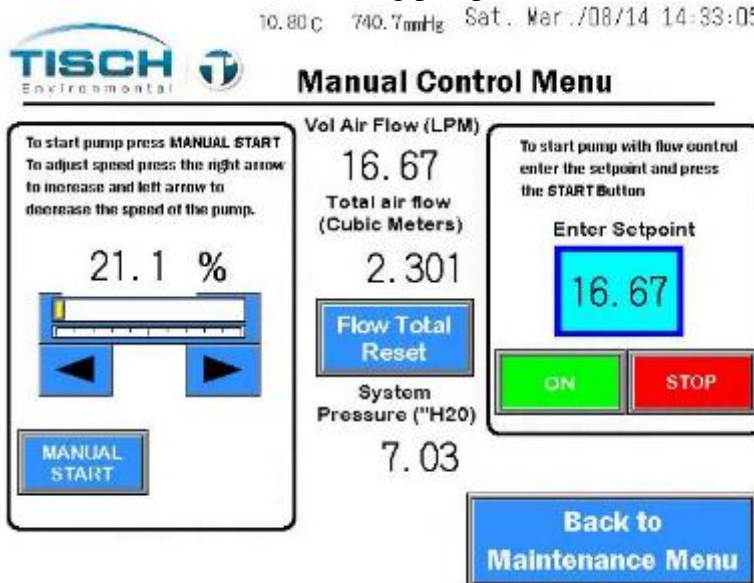 10.80 C 740.7mmHg Sat. Mar./08/14 14:33:05
TISCH
Environmental
Manual Control Menu
To start pump press MANUAL START
To adjust speed press the right arrow
to increase and left arrow to
decrease the speed of the pump.
21.1 %
MANUAL
START
Vol Air Flow (LPM)
16.67
Total air flow
(Cubic Meters)
2.301
Flow Total
Reset
System
Pressure ("H20)
7.03
To start pump with flow control
enter the setpoint and press
the START Button
Enter Setpoint
16.67
ON
STOP
Back to
Maintenance Menu